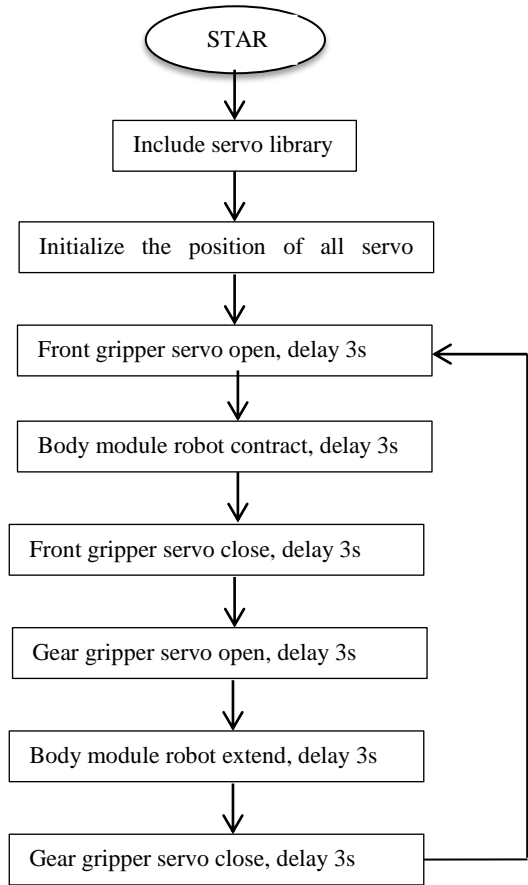 STAR
Include servo library
Initialize the position of all servo
Front gripper servo open, delay 3s
Body module robot contract, delay 3s
Front gripper servo close, delay 3s
Gear gripper servo open, delay 3s
Body module robot extend, delay 3s
Gear gripper servo close, delay 3s